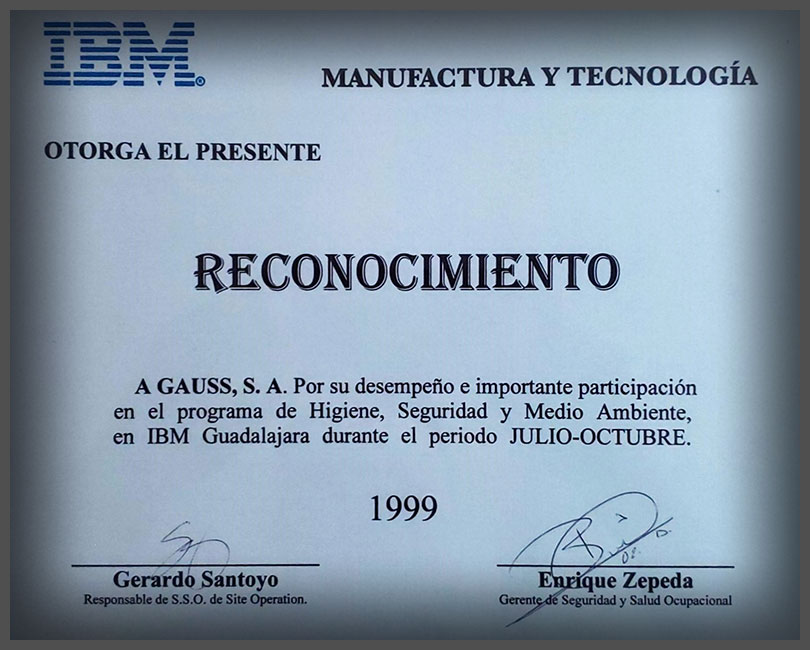 IBM®
MANUFACTURA Y TECNOLOGÍA
OTORGA EL PRESENTE
RECONOCIMIENTO
A GAUSS, S. A. Por su desempeño e importante participación
en el programa de Higiene, Seguridad y Medio Ambiente,
en IBM Guadalajara durante el periodo JULIO-OCTUBRE.
1999
Gerardo Santoyo
Responsable de S.S.O. de Site Operation.
Enrique Zepeda
Gerente de Seguridad y Salud Ocupacional